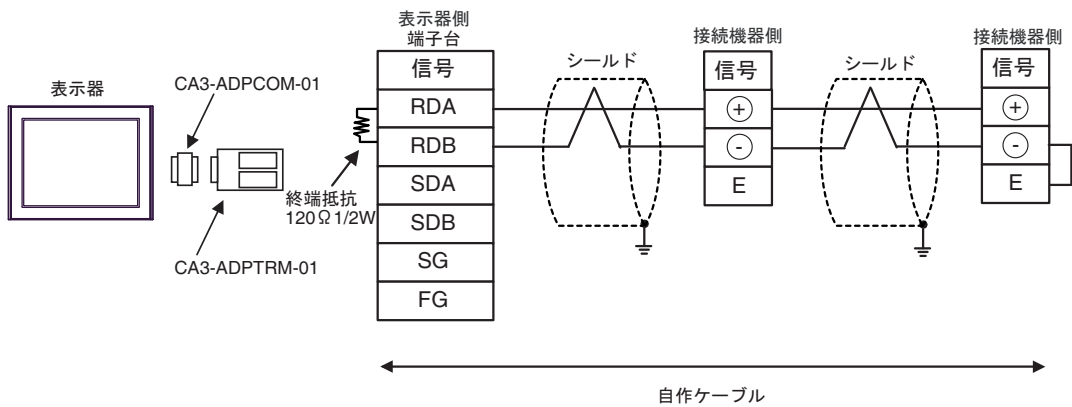 表示器
CA3-ADPCOM-01
CA3-ADPTRM-01
終端抵抗
120Ω1/2W
表示器側
端子台
信号
RDA
RDB
SDA
SDB
SG
FG
シールド
接続機器側
信号
+
-
E
シールド
接続機器側
信号
+
-
E
自作ケーブル